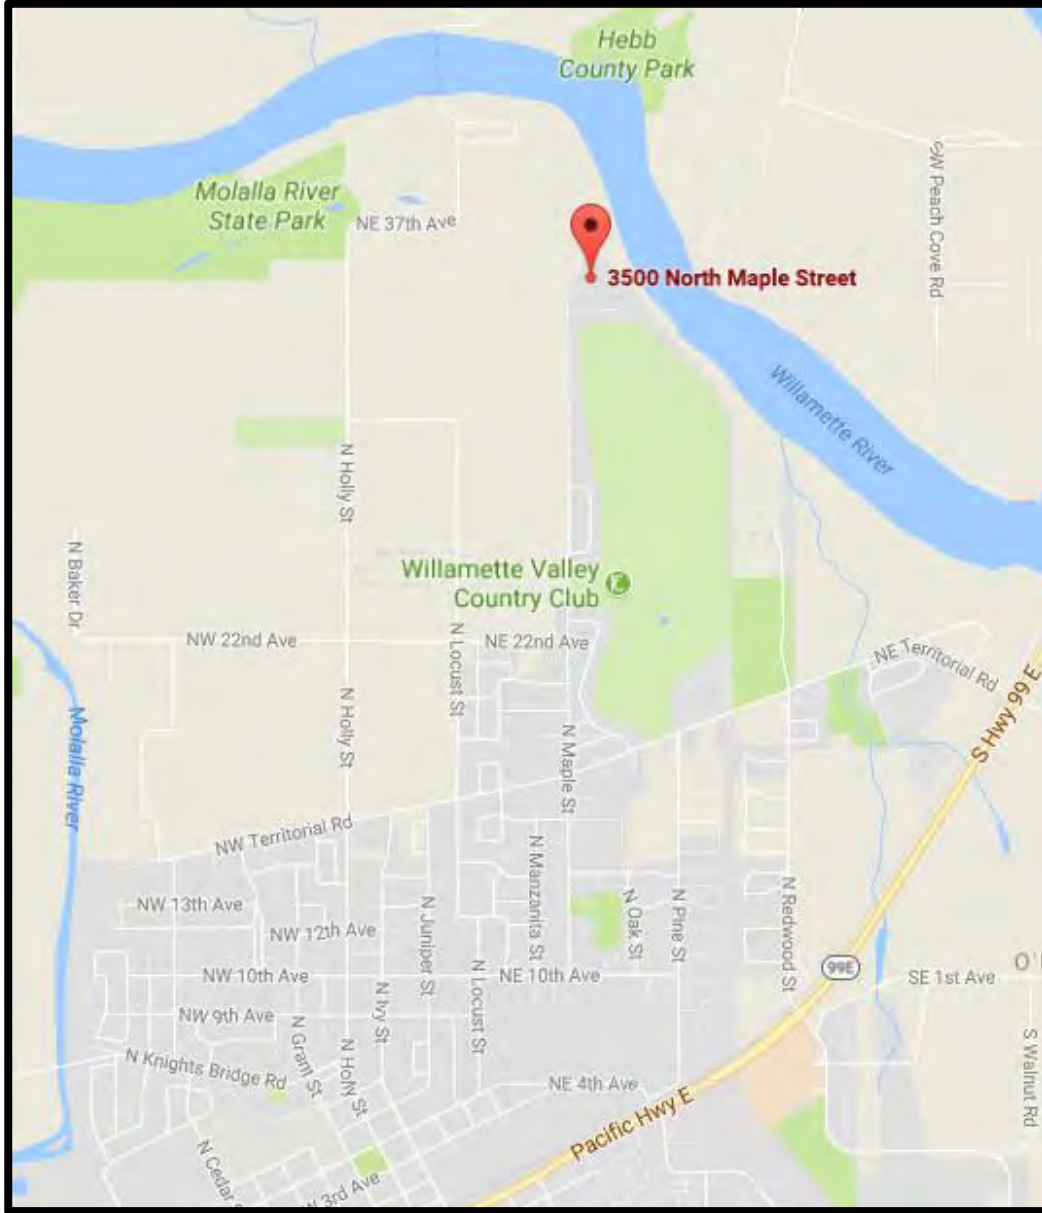 Hebb
County Park
Molalla River
State Park
NE 37th Ave
SW Peach Cove Rd
3500 North Maple Street
Willamette River
N Holly St
N Baker Dr
Willamette Valley
Country Club
NW 22nd Ave
N Locust St
NE 22nd Ave
NE Territorial Rd
S Hwy 99 E
N Holly St
Molalla River
N Maple St
NW Territorial Rd
N Manzanita St
NW 13th Ave
N Juniper St
N Oak St
N Pine St
N Redwood St
NW 12th Ave
99E
NW 10th Ave
N Locust St
NE 10th Ave
SE 1st Ave
N Ivy St
NW 9th Ave
N Grant St
N Holly St
S Walnut Rd
N Knights Bridge Rd
NE 4th Ave
Pacific Hwy E
N Cedar
3rd Ave